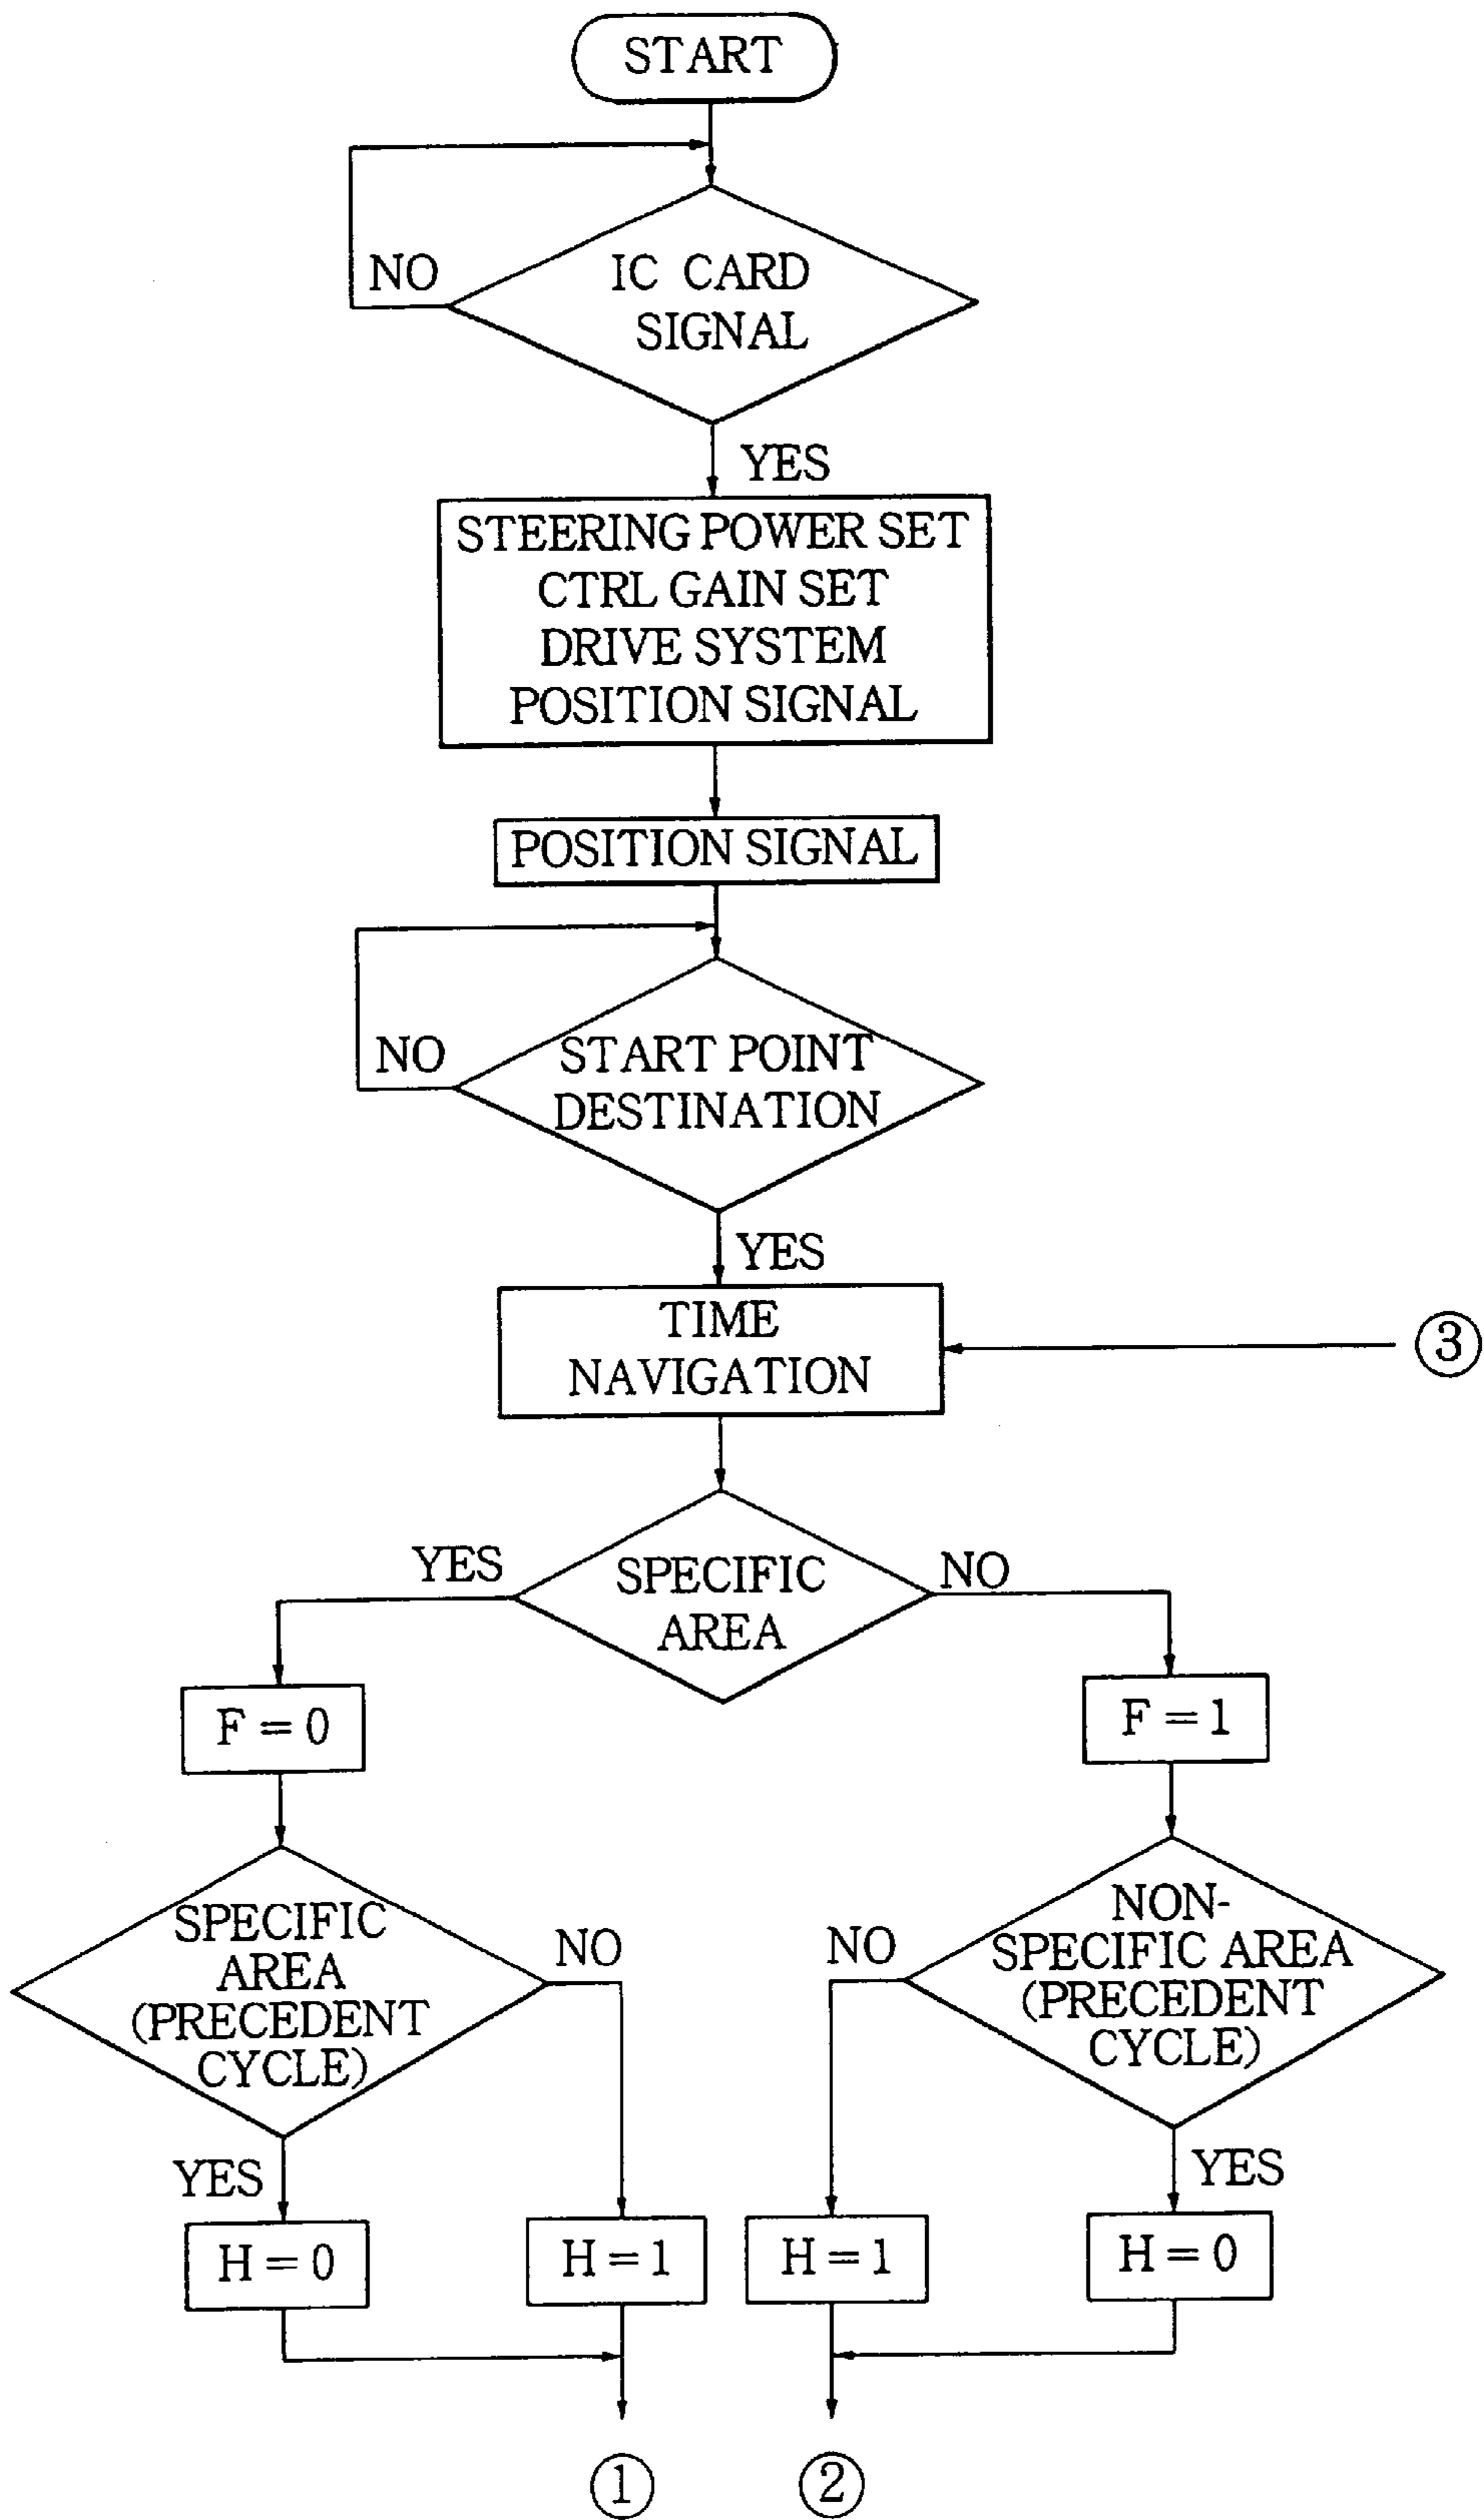 START
NO
IC CARD
SIGNAL
YES
STEERING POWER SET
CTRL GAIN SET
DRIVE SYSTEM
POSITION SIGNAL
POSITION SIGNAL
NO
START POINT
DESTINATION
YES
TIME
NAVIGATION
③
YES
SPECIFIC
AREA
NO
F = 0
F = 1
SPECIFIC
AREA
(PRECEDENT
CYCLE)
NO
NO
NON-
SPECIFIC AREA
(PRECEDENT
CYCLE)
YES
YES
H = 0
H = 1
H = 1
H = 0
①
②